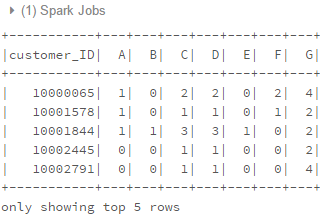 (1) Spark Jobs
+-----------+---+---+---+---+---+---+---+
|customer_ID|  A|  B|  C|  D|  E|  F|  G|
+-----------+---+---+---+---+---+---+---+
|   10000065|  1|  0|  2|  2|  0|  2|  4|
|   10001578|  1|  0|  1|  1|  0|  1|  2|
|   10001844|  1|  1|  3|  3|  1|  0|  2|
|   10002445|  0|  0|  1|  1|  0|  0|  2|
|   10002791|  0|  0|  1|  1|  0|  0|  4|
+-----------+---+---+---+---+---+---+---+
only showing top 5 rows